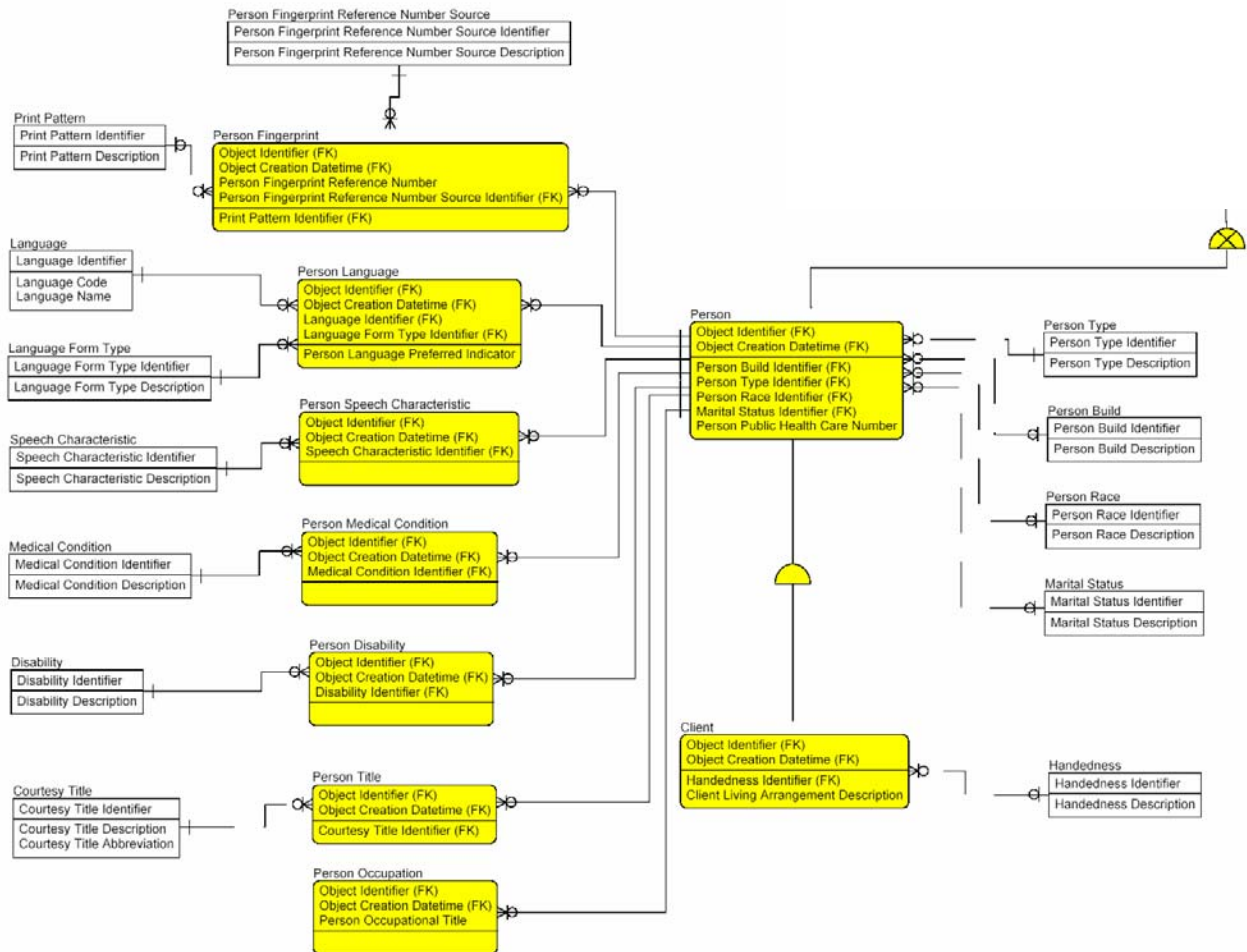 Person Fingerprint Reference Number Source
Person Fingerprint Reference Number Source Identifier
Person Fingerprint Reference Number Source Description
Print Pattern
Print Pattern Identifier
Print Pattern Description
Person Fingerprint
Object Identifier (FK)
Object Creation Datetime (FK)
Person Fingerprint Reference Number
Person Fingerprint Reference Number Source Identifier (FK)
Print Pattern Identifier (FK)
Language
Language Identifier
Language Code
Language Name
Person Language
Object Identifier (FK)
Object Creation Datetime (FK)
Language Identifier (FK)
Language Form Type Identifier (FK)
Person Language Preferred Indicator
Language Form Type
Language Form Type Identifier
Language Form Type Description
Person Speech Characteristic
Object Identifier (FK)
Object Creation Datetime (FK)
Speech Characteristic Identifier (FK)
Speech Characteristic
Speech Characteristic Identifier
Speech Characteristic Description
Person Medical Condition
Object Identifier (FK)
Object Creation Datetime (FK)
Medical Condition Identifier (FK)
Medical Condition
Medical Condition Identifier
Medical Condition Description
Person Disability
Object Identifier (FK)
Object Creation Datetime (FK)
Disability Identifier (FK)
Disability
Disability Identifier
Disability Description
Person Title
Object Identifier (FK)
Object Creation Datetime (FK)
Courtesy Title Identifier (FK)
Courtesy Title
Courtesy Title Identifier
Courtesy Title Description
Courtesy Title Abbreviation
Person Occupation
Object Identifier (FK)
Object Creation Datetime (FK)
Person Occupational Title
Person
Object Identifier (FK)
Object Creation Datetime (FK)
Person Build Identifier (FK)
Person Type Identifier (FK)
Person Race Identifier (FK)
Marital Status Identifier (FK)
Person Public Health Care Number
Person Type
Person Type Identifier
Person Type Description
Person Build
Person Build Identifier
Person Build Description
Person Race
Person Race Identifier
Person Race Description
Marital Status
Marital Status Identifier
Marital Status Description
Client
Object Identifier (FK)
Object Creation Datetime (FK)
Handedness Identifier (FK)
Client Living Arrangement Description
Handedness
Handedness Identifier
Handedness Description